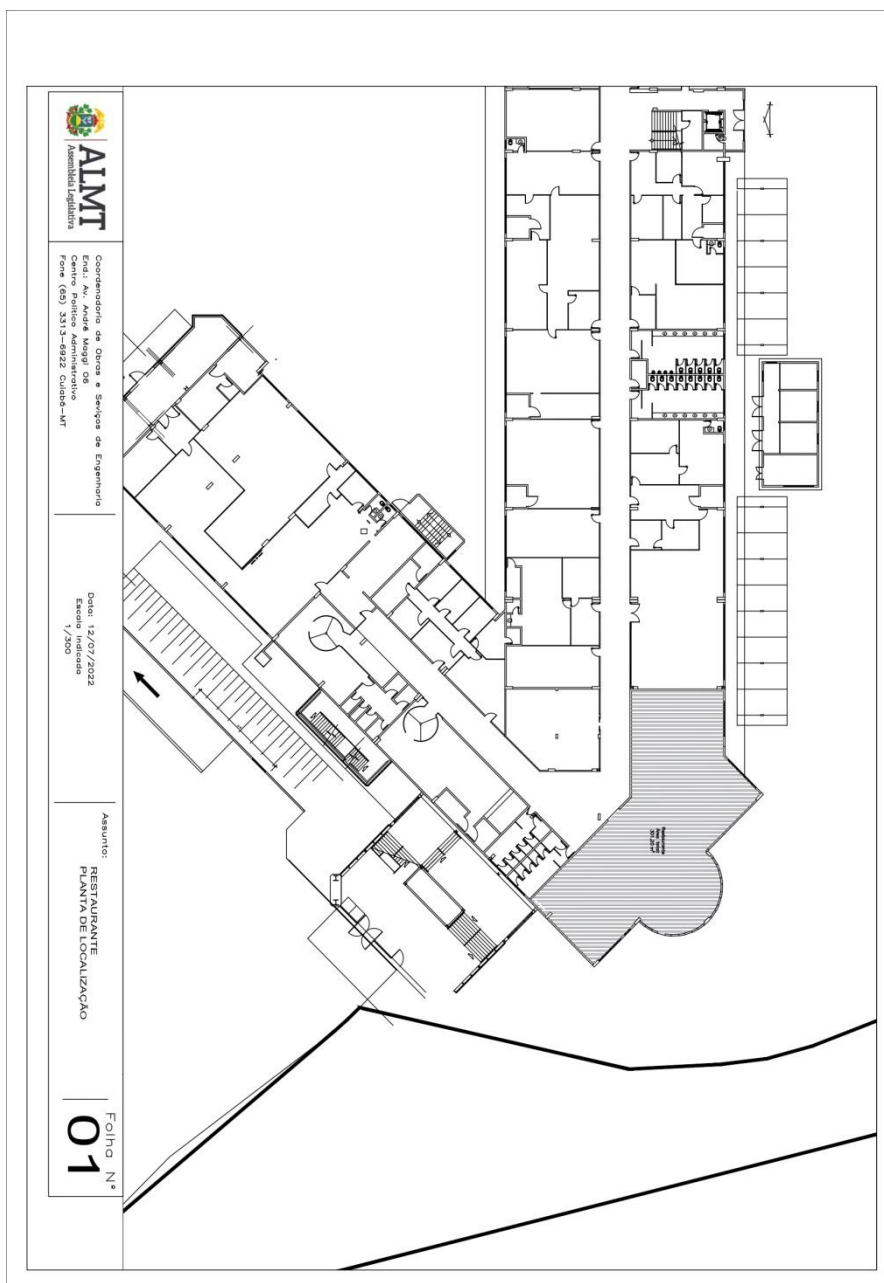 ALMT
Assembleia Legislativa
Coordenadoria de Obras e Seviços de Engenharia
End.: Av. André Maggi 06
Centro Político Administrativo
Fone (65) 3313-6922 Cuiabá-MT
Data: 12/07/2022
Escala Indicada
1/300
Assunto:
RESTAURANTE
PLANTA DE LOCALIZAÇÃO
Folha Nº
01
Restaurante